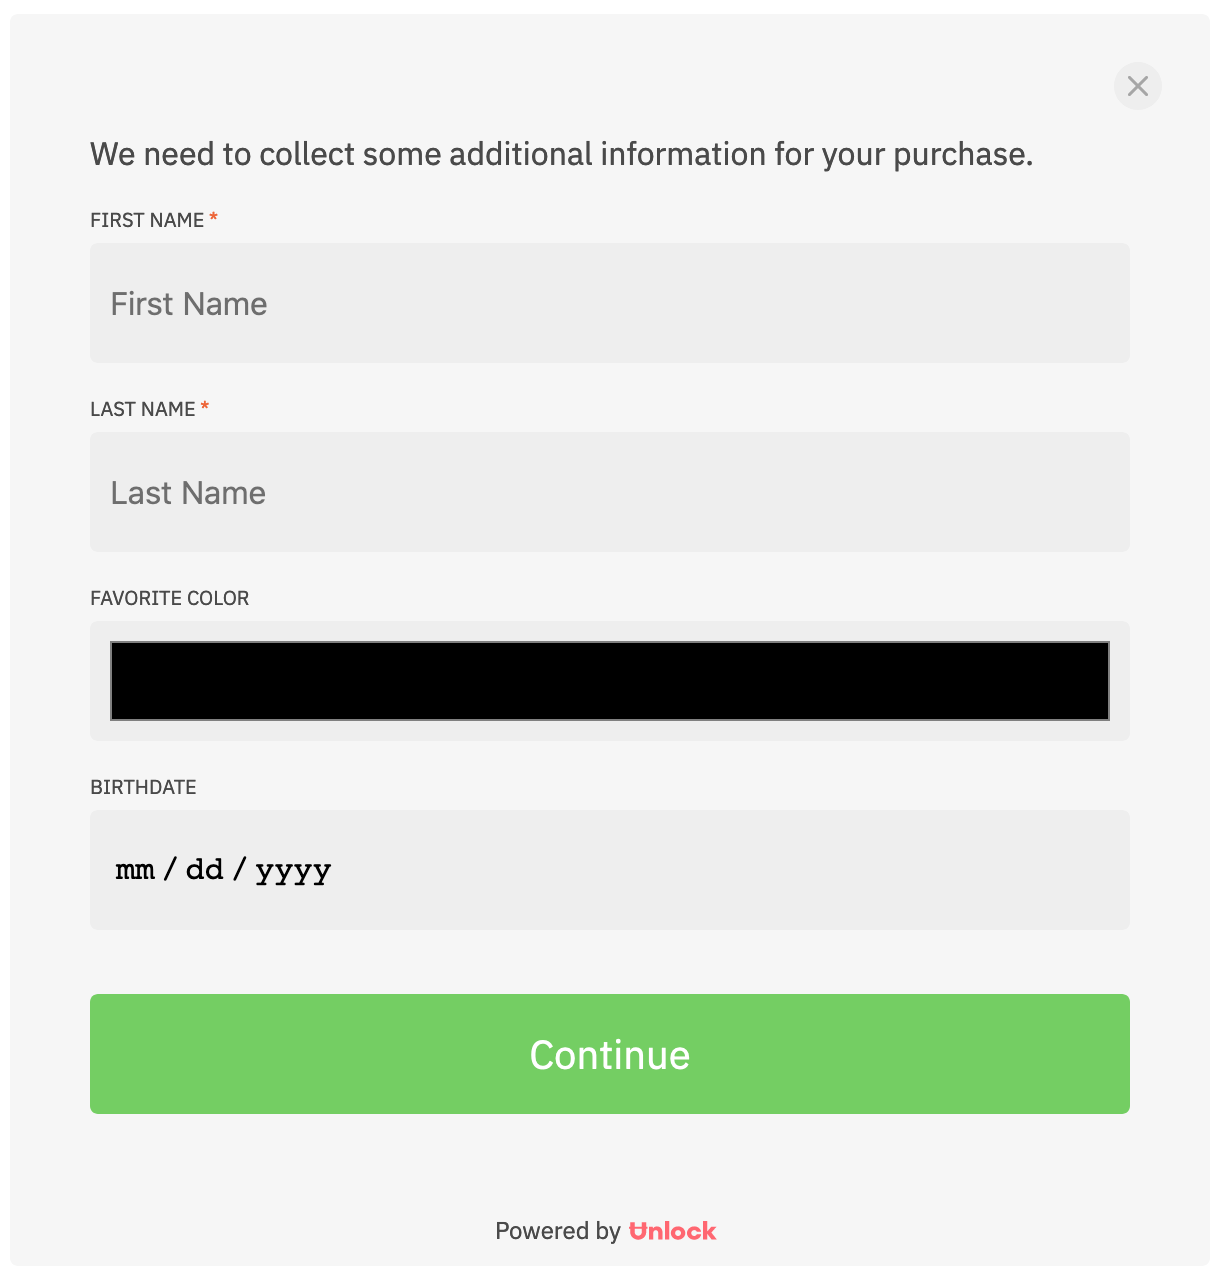 We need to collect some additional information for your purchase.
FIRST NAME *
First Name
LAST NAME *
Last Name
FAVORITE COLOR
BIRTHDATE
mm / dd / yyyy
Continue
Powered by Unlock